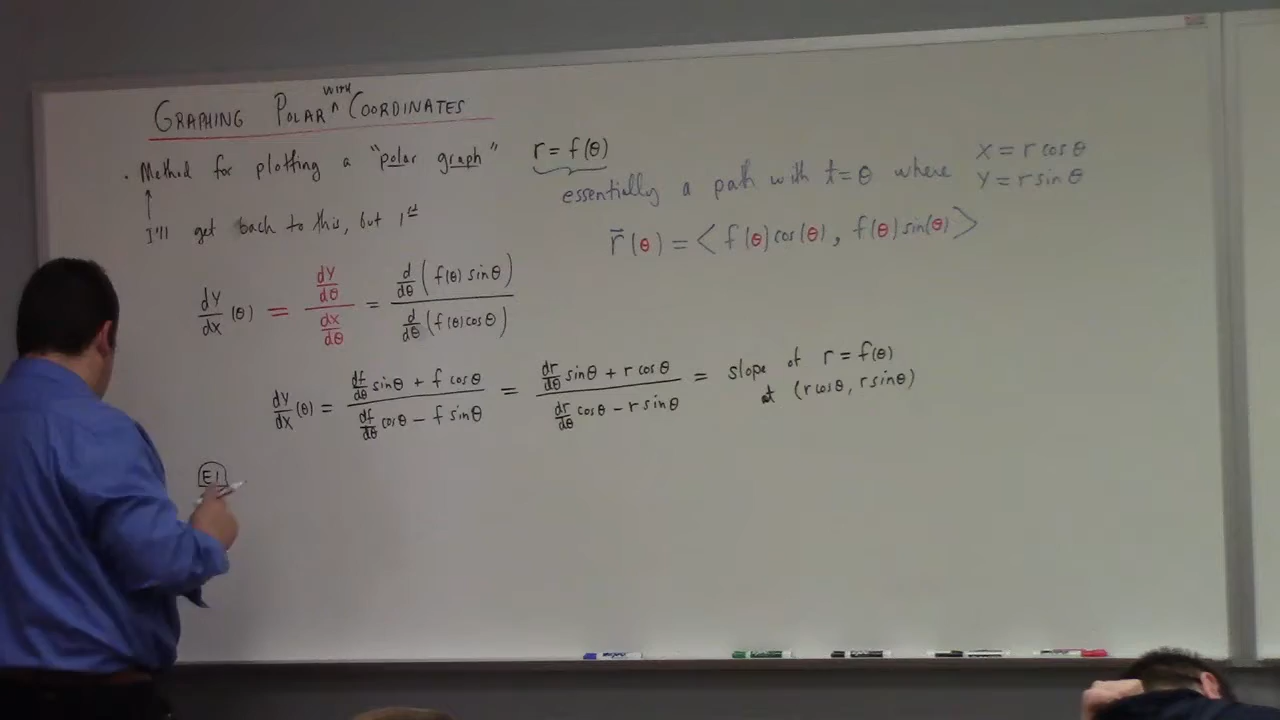 GRAPHING POLAR ^WITH COORDINATES
• Method for plotting a "polar graph" r = f(θ)
essentially a path with t = θ where x = r cos θ
y = r sin θ
I'll get back to this, but 1st
r⃗(θ) = < f(θ) cos(θ), f(θ) sin(θ) >
dy/dx (θ) = (dy/dθ)/(dx/dθ) = (d/dθ (f(θ) sin θ))/(d/dθ (f(θ) cos θ))
dy/dx (θ) = (df/dθ sin θ + f cos θ)/(df/dθ cos θ - f sin θ) = (dr/dθ sin θ + r cos θ)/(dr/dθ cos θ - r sin θ) = slope of r = f(θ)
at (r cos θ, r sin θ)
E1